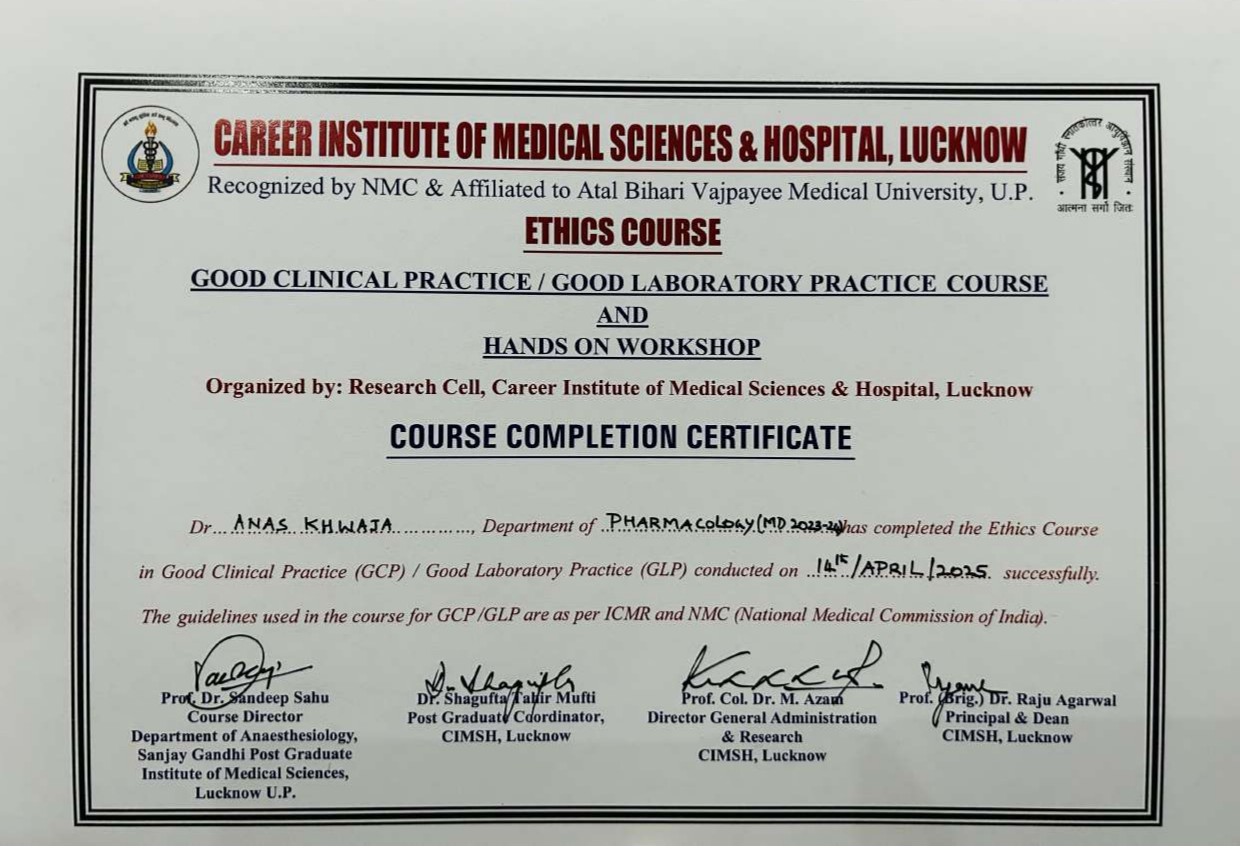 CAREER INSTITUTE OF MEDICAL SCIENCES & HOSPITAL, LUCKNOW
Recognized by NMC & Affiliated to Atal Bihari Vajpayee Medical University, U.P.
संजय गाँधी स्नातकोत्तर आयुर्विज्ञान संस्थान
आत्मना सर्गो जितः
ETHICS COURSE
GOOD CLINICAL PRACTICE / GOOD LABORATORY PRACTICE COURSE
AND
HANDS ON WORKSHOP
Organized by: Research Cell, Career Institute of Medical Sciences & Hospital, Lucknow
COURSE COMPLETION CERTIFICATE
Dr... ANAS KHWAJA ............., Department of PHARMACOLOGY (MD 2023-24) has completed the Ethics Course
in Good Clinical Practice (GCP) / Good Laboratory Practice (GLP) conducted on ..14th/APRIL/2025. successfully.
The guidelines used in the course for GCP/GLP are as per ICMR and NMC (National Medical Commission of India).
Prof. Dr. Sandeep Sahu
Course Director
Department of Anaesthesiology,
Sanjay Gandhi Post Graduate
Institute of Medical Sciences,
Lucknow U.P.
Dr. Shagufta Tahir Mufti
Post Graduate Coordinator,
CIMSH, Lucknow
Prof. Col. Dr. M. Azam
Director General Administration
& Research
CIMSH, Lucknow
Prof. (Brig.) Dr. Raju Agarwal
Principal & Dean
CIMSH, Lucknow